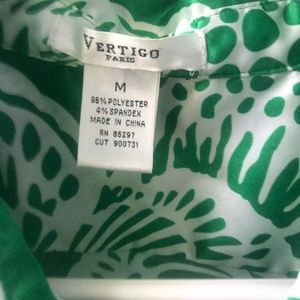 VERTIGO
PARIS
M
96% POLYESTER
4% SPANDEX
MADE IN CHINA
RN 85297
CUT 900731